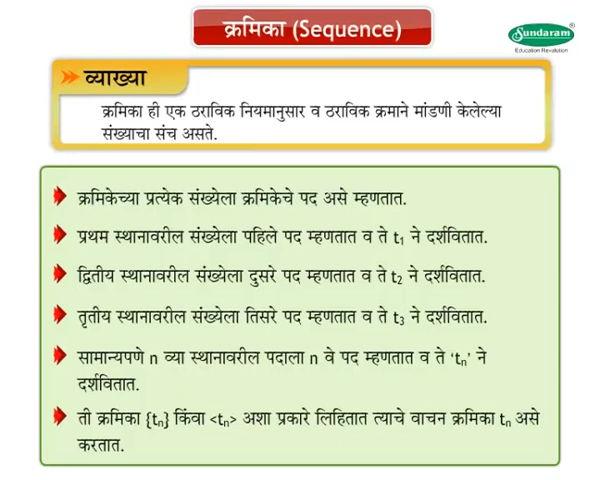 क्रमिका (Sequence)
Sundaram
®
Education Revolution
व्याख्या
क्रमिका ही एक ठराविक नियमानुसार व ठराविक क्रमाने मांडणी केलेल्या
संख्याचा संच असते.
क्रमिकेच्या प्रत्येक संख्येला क्रमिकेचे पद असे म्हणतात.
प्रथम स्थानावरील संख्येला पहिले पद म्हणतात व ते t₁ ने दर्शवितात.
द्वितीय स्थानावरील संख्येला दुसरे पद म्हणतात व ते t₂ ने दर्शवितात.
तृतीय स्थानावरील संख्येला तिसरे पद म्हणतात व ते t₃ ने दर्शवितात.
सामान्यपणे n व्या स्थानावरील पदाला n वे पद म्हणतात व ते ‘tₙ’ ने
दर्शवितात.
ती क्रमिका {tₙ} किंवा <tₙ> अशा प्रकारे लिहितात त्याचे वाचन क्रमिका tₙ असे
करतात.